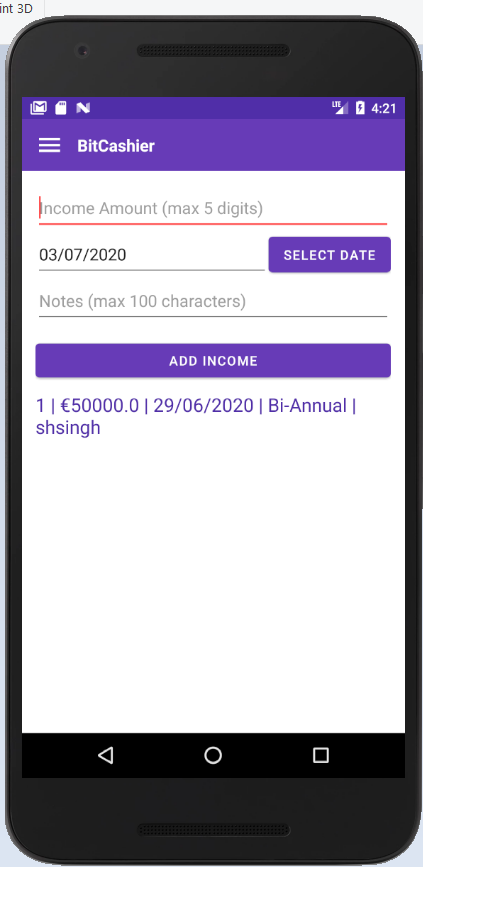 int 3D
LTE 4:21
BitCashier
Income Amount (max 5 digits)
03/07/2020 SELECT DATE
Notes (max 100 characters)
ADD INCOME
1 | €50000.0 | 29/06/2020 | Bi-Annual |
shsingh